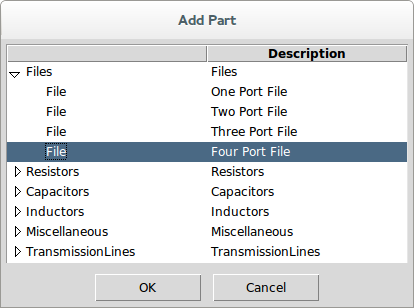 Add Part
Description
Files Files
File One Port File
File Two Port File
File Three Port File
File Four Port File
Resistors Resistors
Capacitors Capacitors
Inductors Inductors
Miscellaneous Miscellaneous
TransmissionLines TransmissionLines
OK Cancel